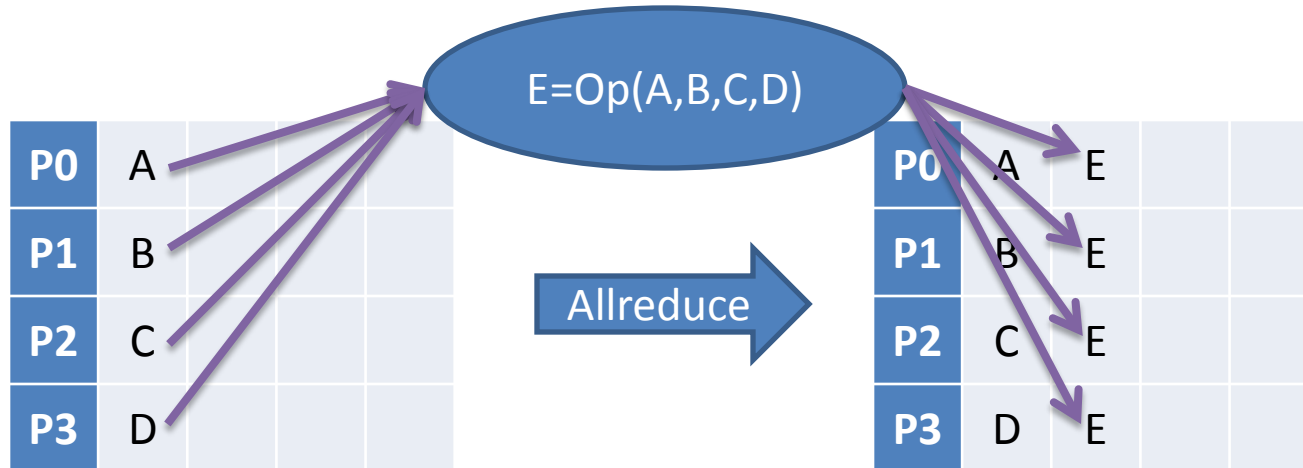 E=Op(A,B,C,D)
P0 A
P1 B
P2 C
P3 D
Allreduce
P0 A E
P1 B E
P2 C E
P3 D E